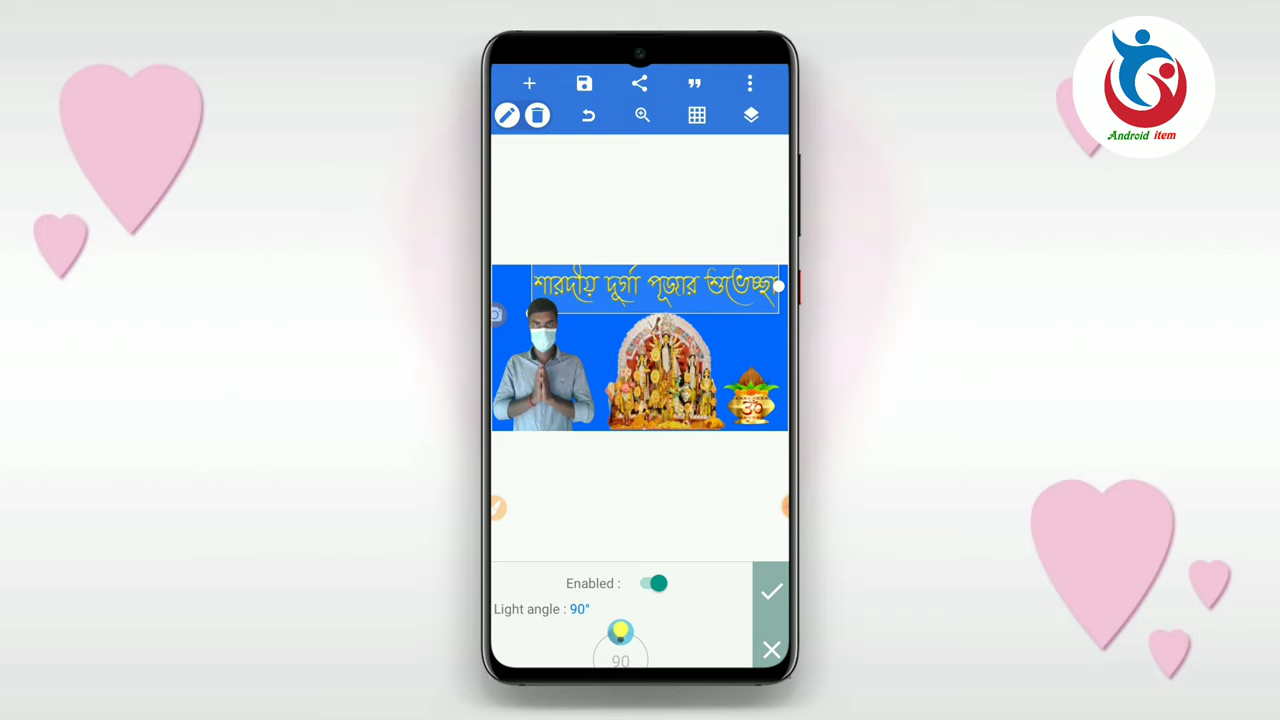 Android item
শারদীয় দুর্গা পূজার শুভেচ্ছা
ॐ
Enabled :
Light angle : 90°
90